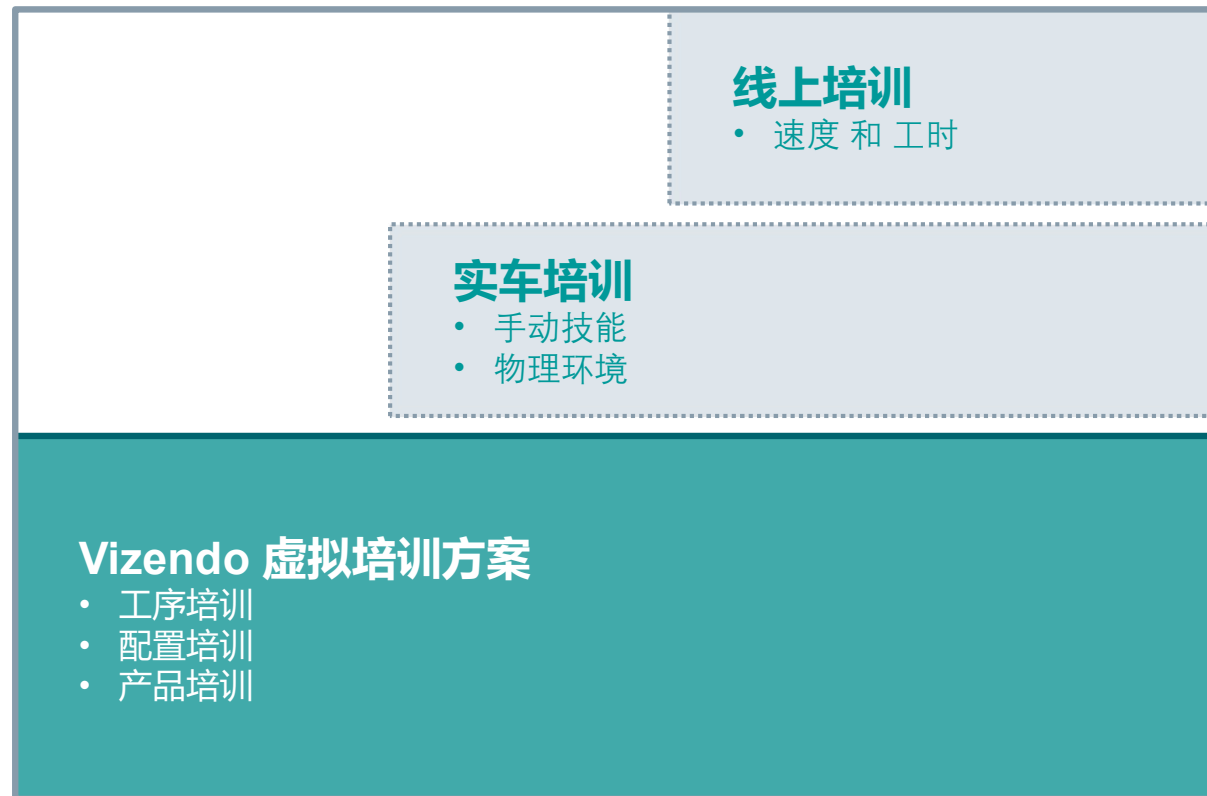 线上培训
• 速度 和 工时
实车培训
• 手动技能
• 物理环境
Vizendo 虚拟培训方案
• 工序培训
• 配置培训
• 产品培训